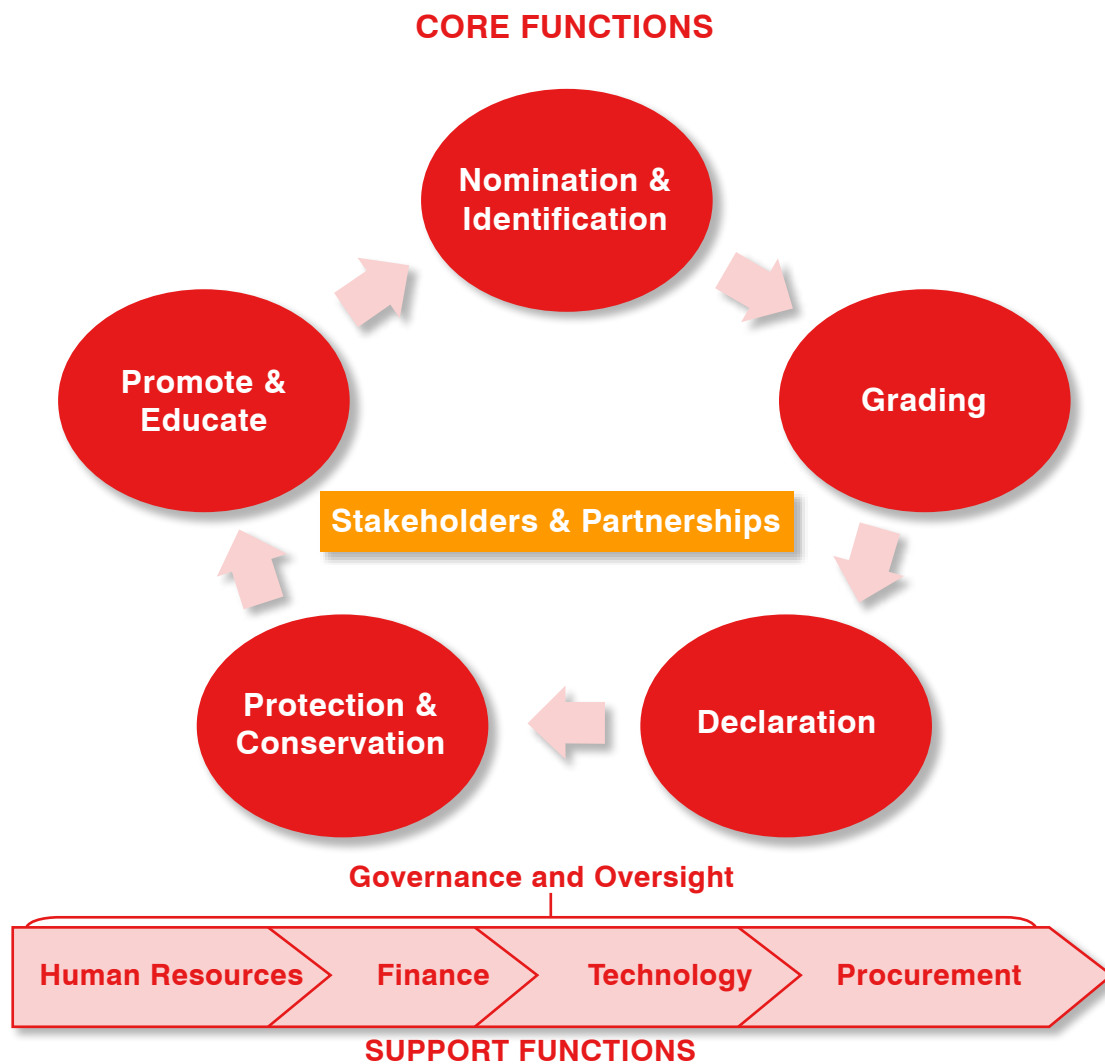 CORE FUNCTIONS
Nomination &
Identification
Grading
Declaration
Protection &
Conservation
Promote &
Educate
Stakeholders & Partnerships
Governance and Oversight
Human Resources
Finance
Technology
Procurement
SUPPORT FUNCTIONS